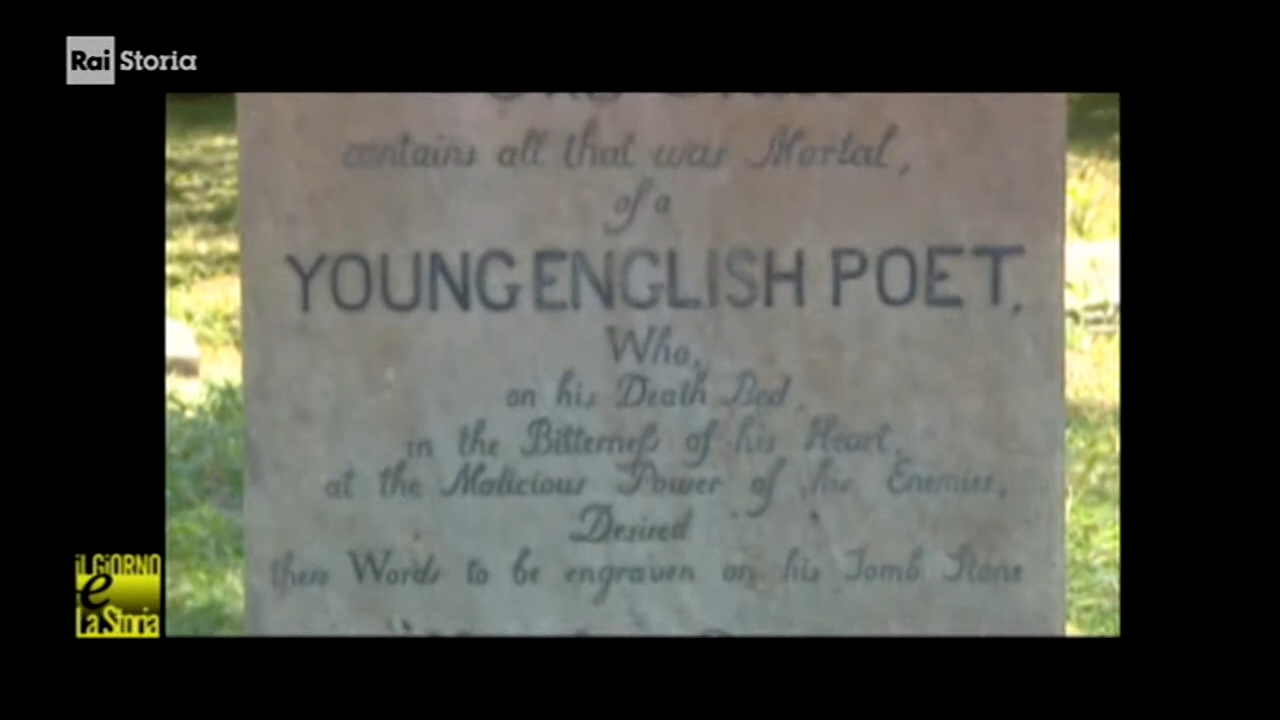 Rai Storia
contains all that was Mortal,
of a
YOUNG ENGLISH POET,
Who,
on his Death Bed,
in the Bitterneſs of his Heart,
at the Malicious Power of his Enemies,
Desired
these Words to be engraven on his Tomb Stone
iL GiORNO
e
La Storia